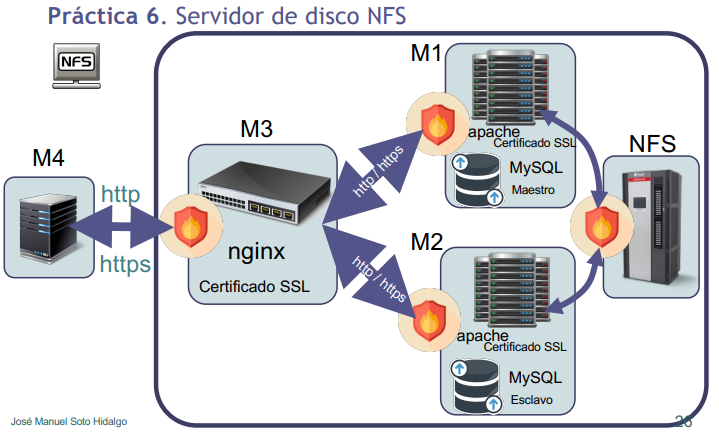 Práctica 6. Servidor de disco NFS
NFS
M1
apache
Certificado SSL
MySQL
Maestro
NFS
M3
nginx
Certificado SSL
M4
http
https
http / https
http / https
M2
apache
Certificado SSL
MySQL
Esclavo
José Manuel Soto Hidalgo
26